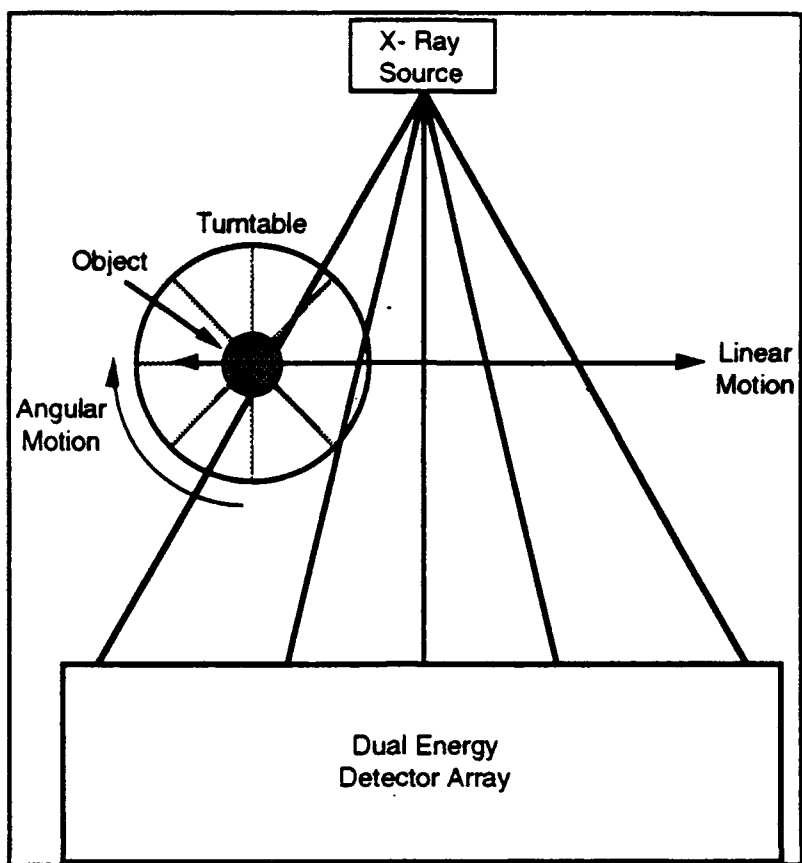 X- Ray
Source
Turntable
Object
Linear
Motion
Angular
Motion
Dual Energy
Detector Array